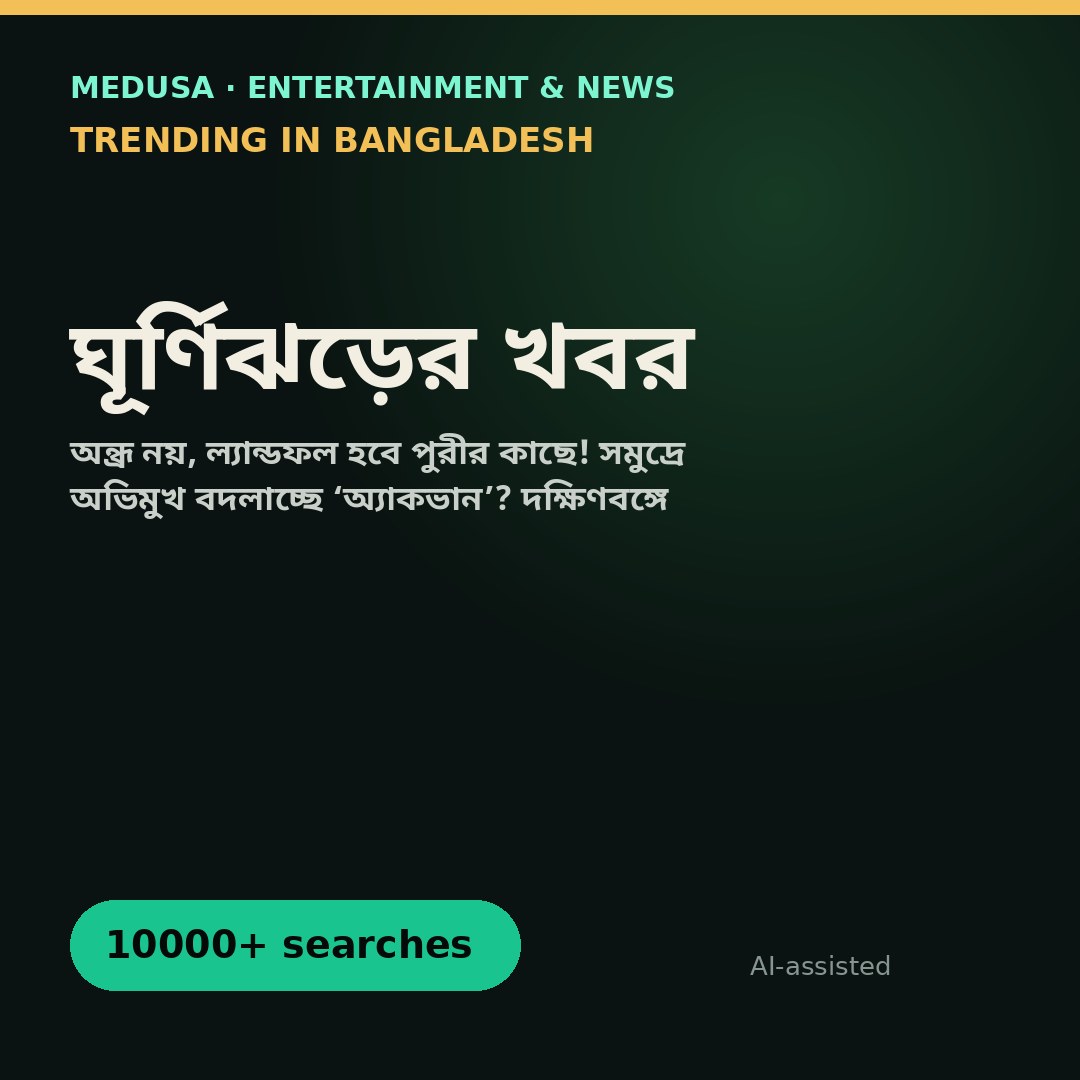 MEDUSA · ENTERTAINMENT & NEWS
TRENDING IN BANGLADESH
ঘূর্ণিঝড়ের খবর
অন্ধ্র নয়, ল্যান্ডফল হবে পুরীর কাছে! সমুদ্রে
অভিমুখ বদলাচ্ছে ‘অ্যাকভান’? দক্ষিণবঙ্গে
10000+ searches
AI-assisted